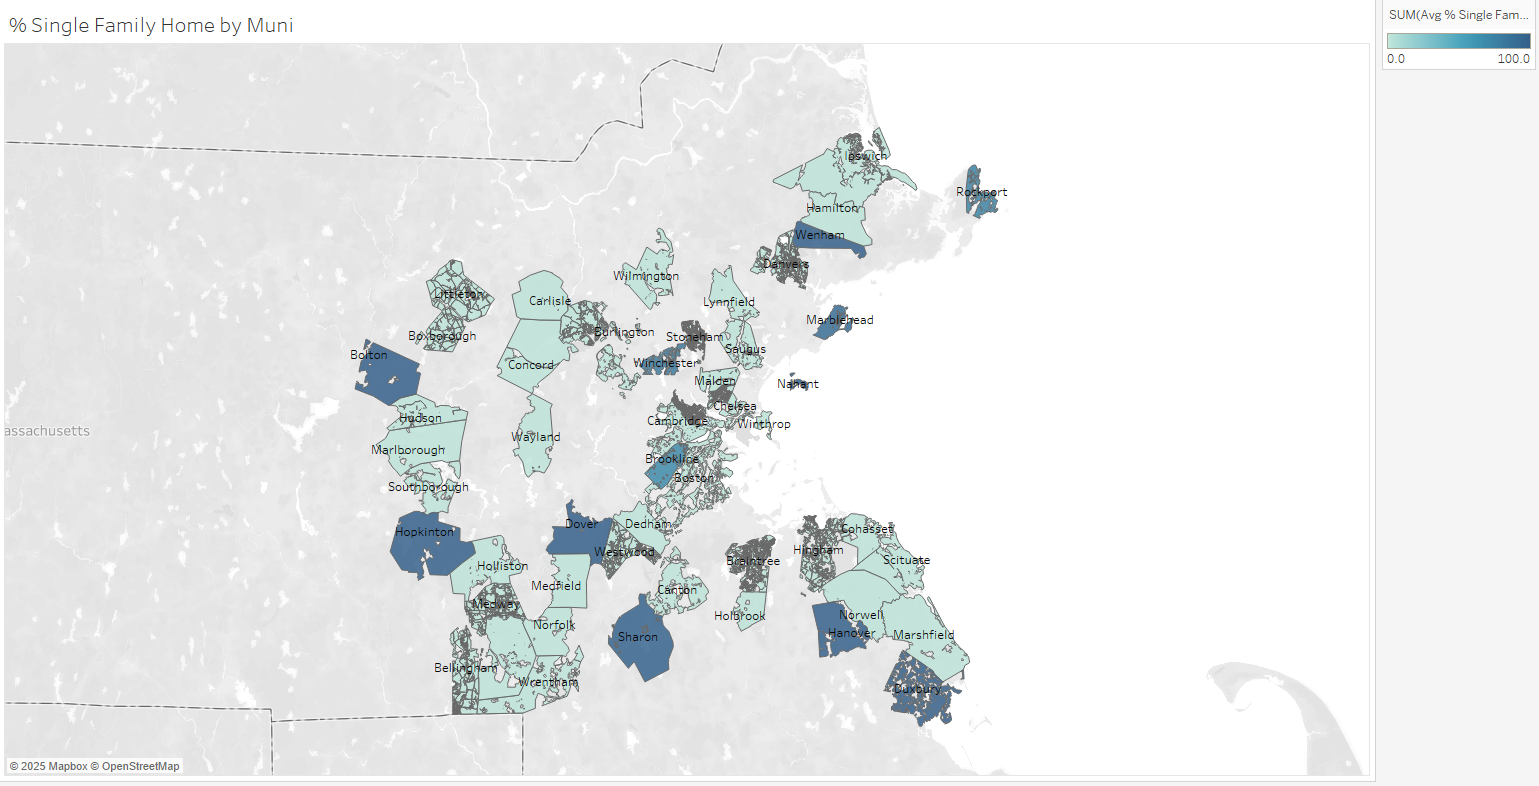 % Single Family Home by Muni
SUM(Avg % Single Fam...
0.0 100.0
Ipswich
Rockport
Hamilton
Wenham
Danvers
Wilmington
Littleton
Carlisle
Lynnfield
Marblehead
Burlington
Boxborough
Stoneham
Saugus
Bolton
Concord
Winchester
Malden
Nahant
Chelsea
Hudson
Cambridge
Winthrop
assachusetts
Wayland
Marlborough
Brookline
Boston
Southborough
Hopkinton
Dover
Dedham
Cohasset
Westwood
Hingham
Braintree
Scituate
Holliston
Medfield
Canton
Medway
Holbrook
Norwell
Norfolk
Hanover
Marshfield
Sharon
Bellingham
Wrentham
Duxbury
© 2025 Mapbox © OpenStreetMap